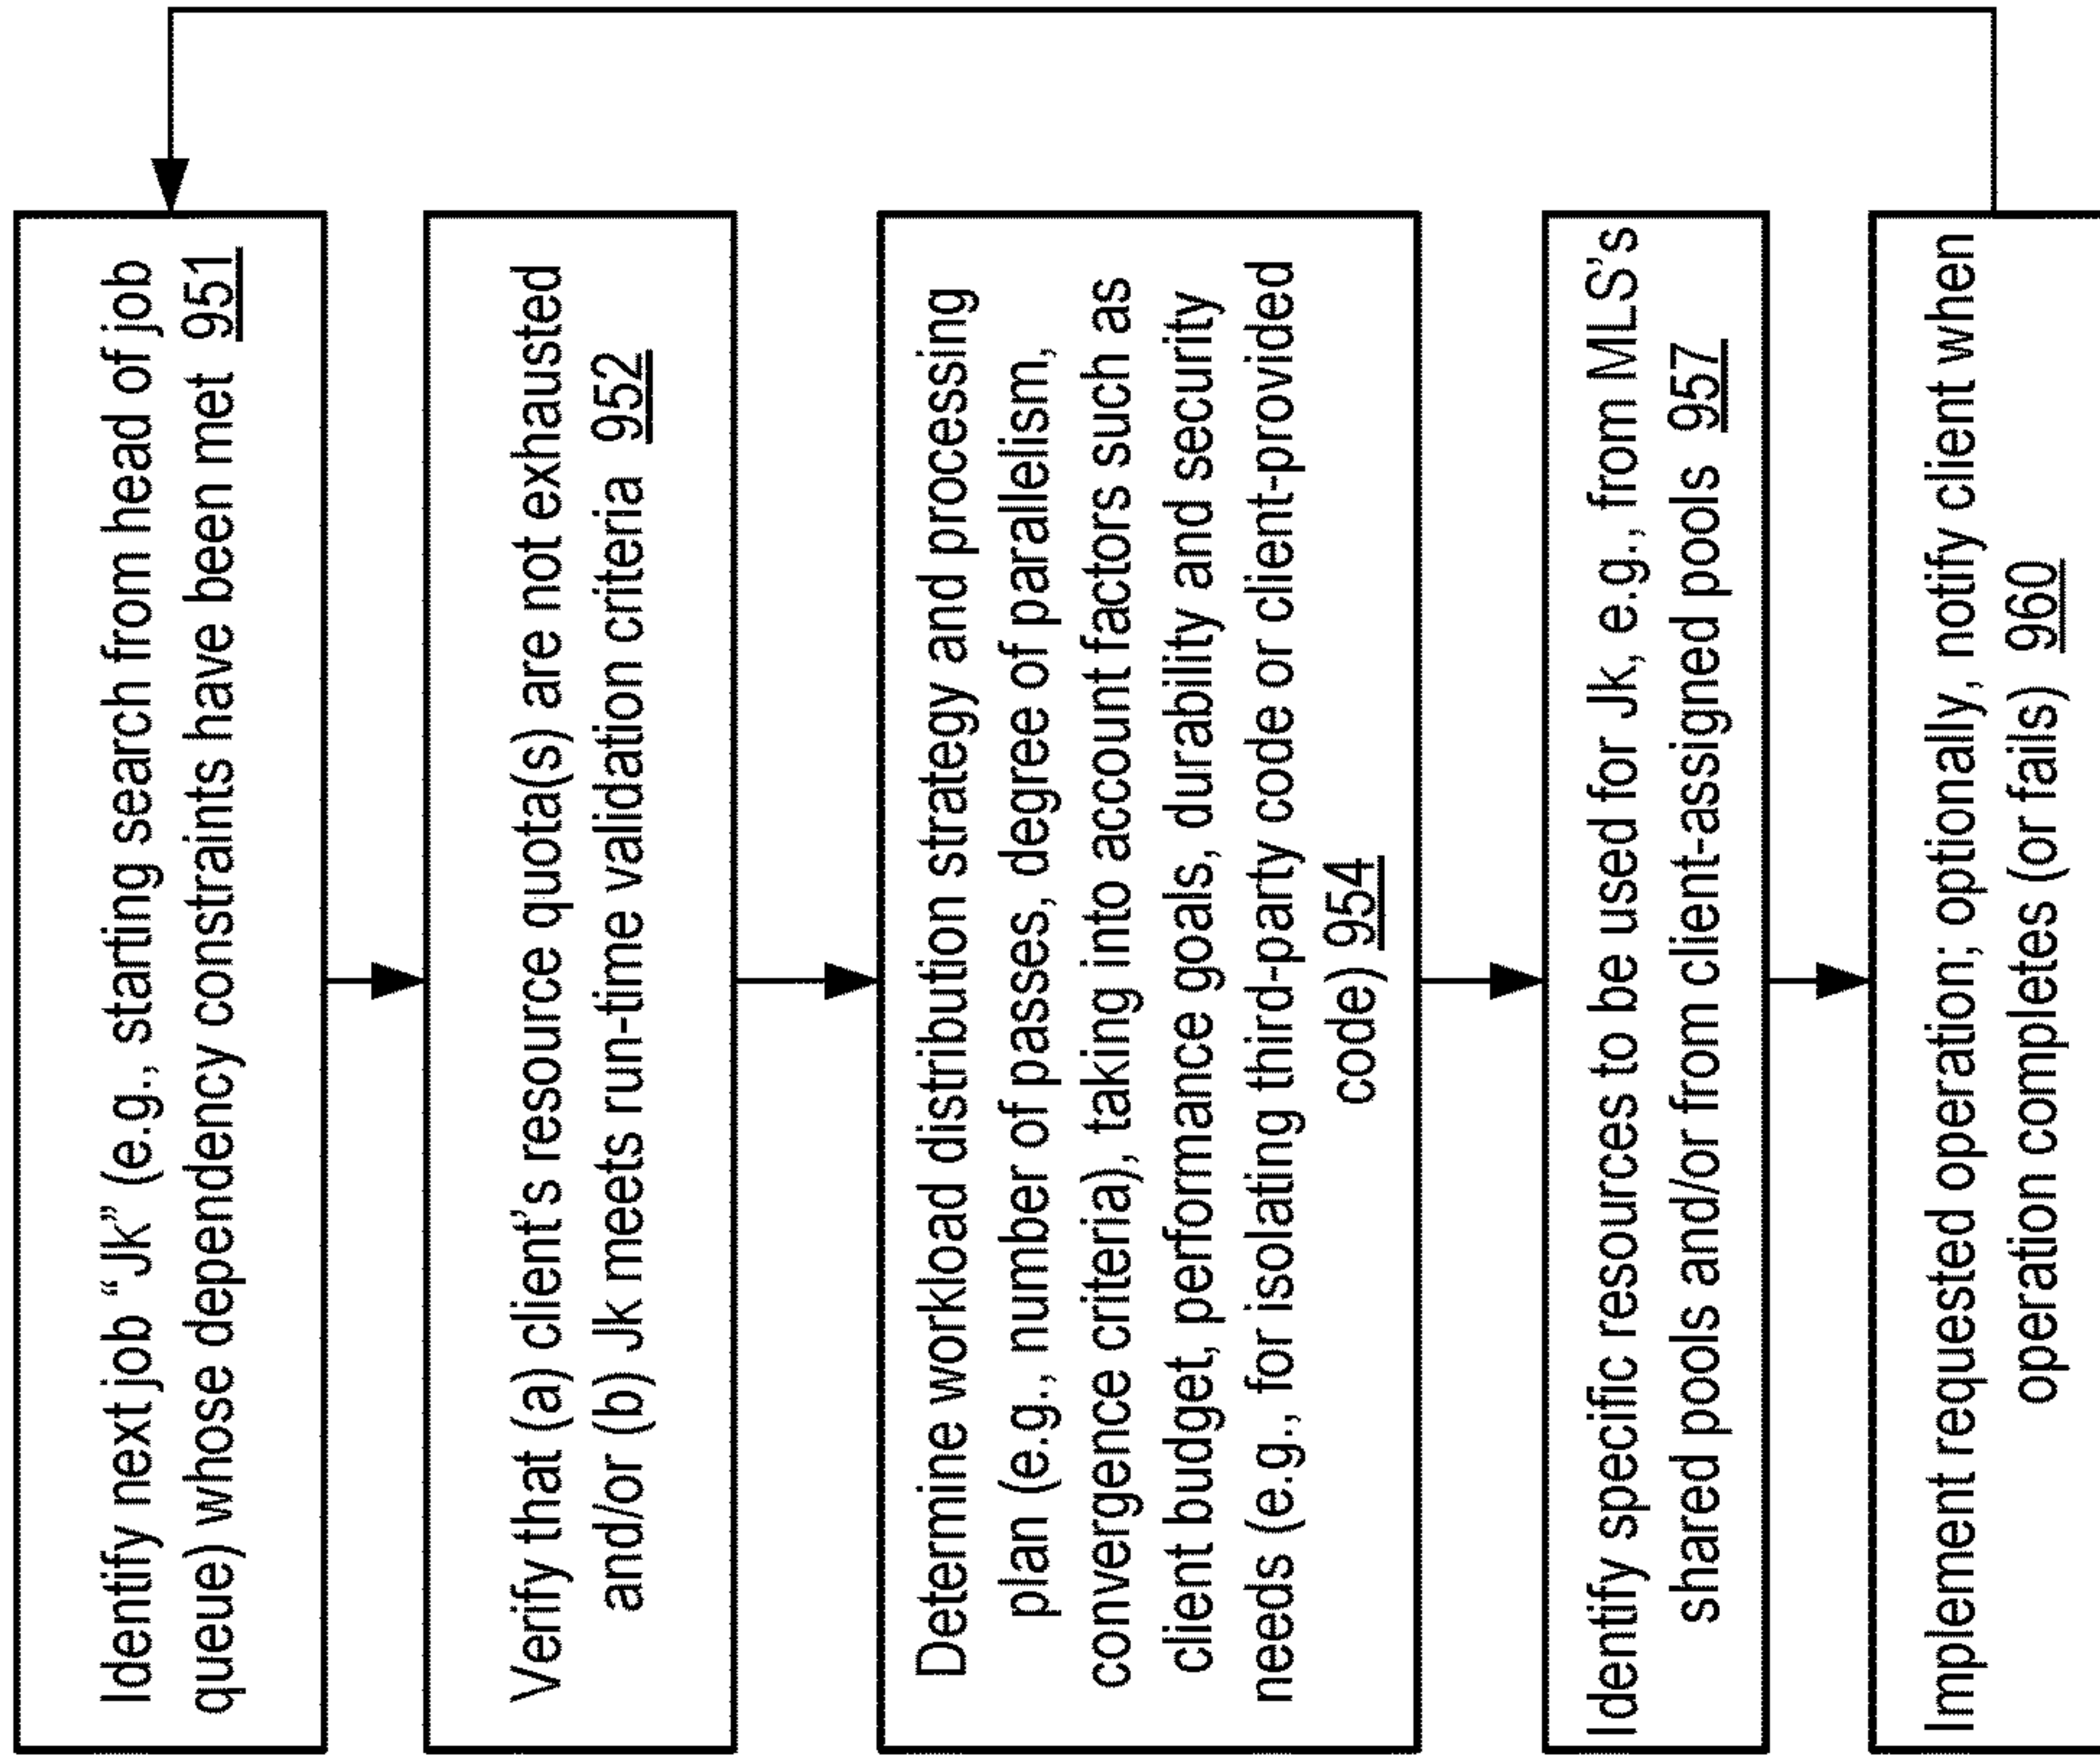 Identify next job “Jk” (e.g., starting search from head of job
queue) whose dependency constraints have been met 951
Verify that (a) client’s resource quota(s) are not exhausted
and/or (b) Jk meets run-time validation criteria 952
Determine workload distribution strategy and processing
plan (e.g., number of passes, degree of parallelism,
convergence criteria), taking into account factors such as
client budget, performance goals, durability and security
needs (e.g., for isolating third-party code or client-provided
code) 954
Identify specific resources to be used for Jk, e.g., from MLS’s
shared pools and/or from client-assigned pools 957
Implement requested operation; optionally, notify client when
operation completes (or fails) 960